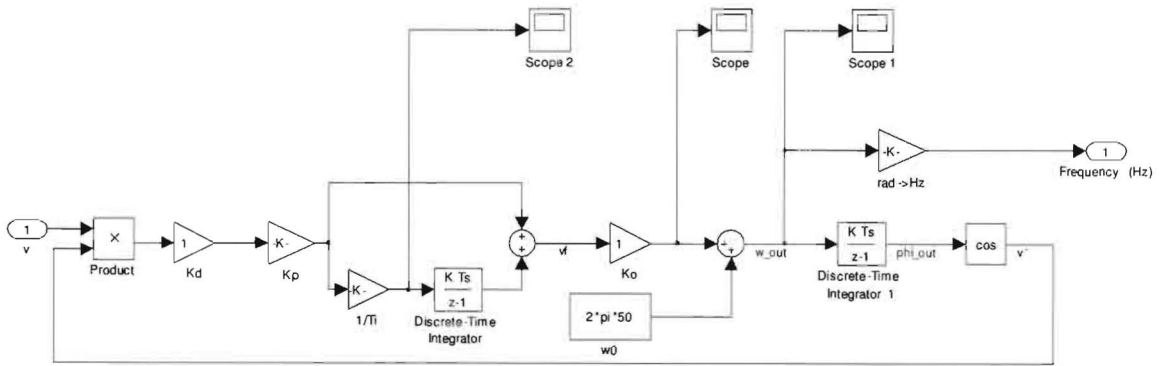 Scope 2
Scope
Scope 1
-K-
rad ->Hz
1
Frequency (Hz)
1
v
×
Product
1
Kd
-K-
Kp
-K-
1/Ti
K Ts
z-1
Discrete-Time
Integrator
+
+
vf
1
Ko
2*pi*50
w0
+
+
w_out
K Ts
z-1
Discrete-Time
Integrator 1
phi_out
cos
v'